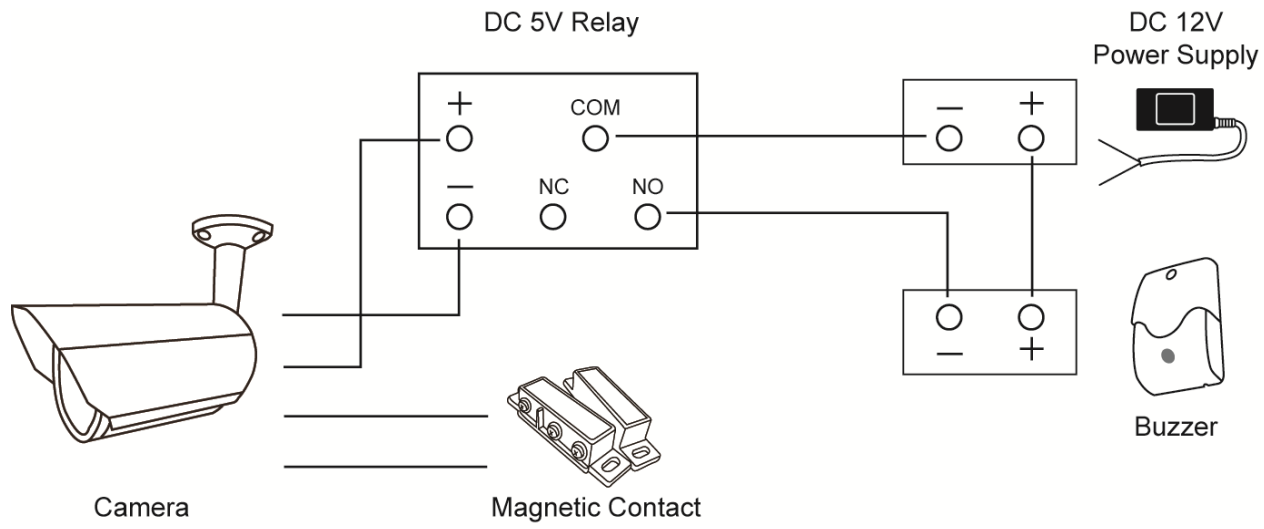 DC 5V Relay
DC 12V
Power Supply
+
COM
— +
—
NC
NO
— +
Buzzer
Camera
Magnetic Contact